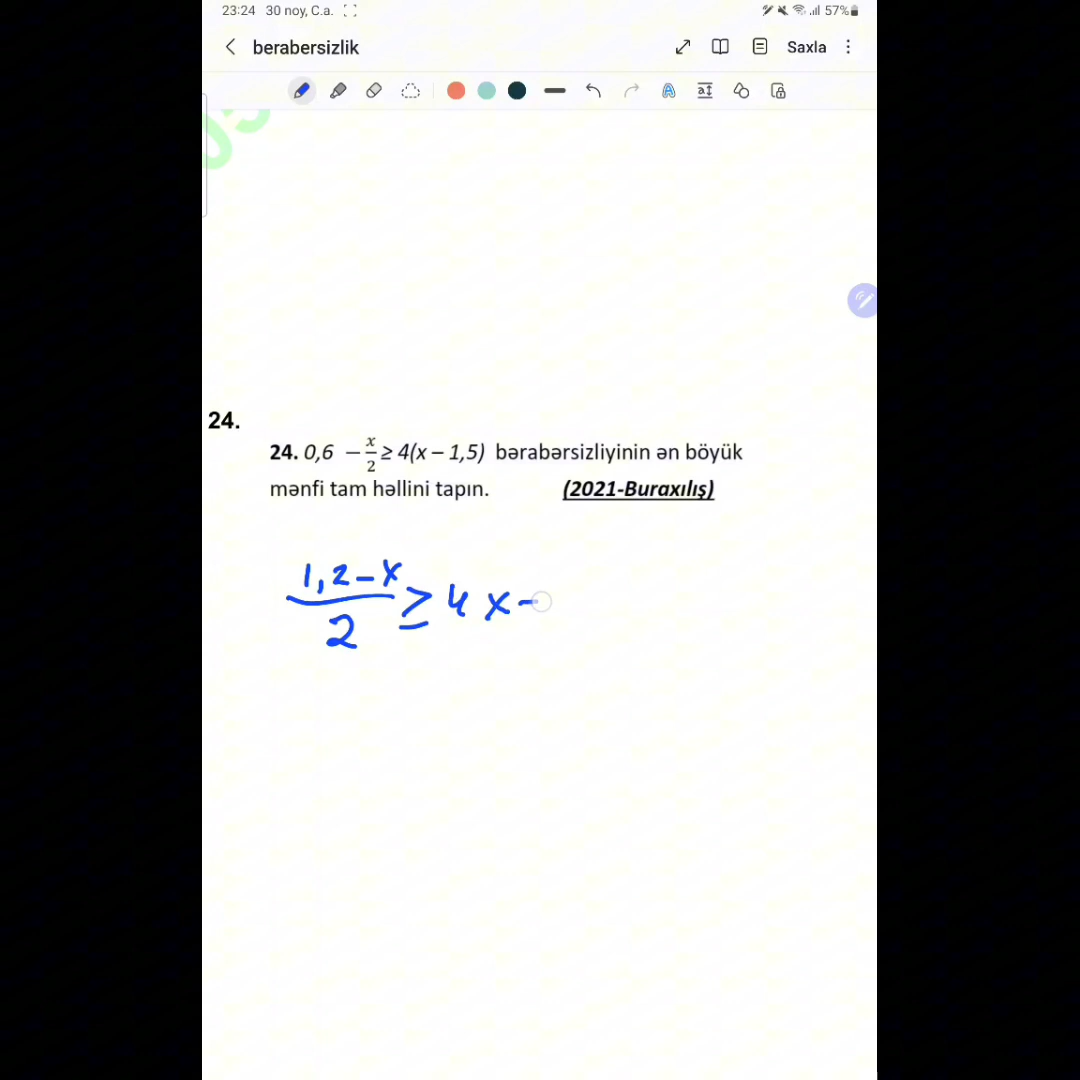 23:24 30 noy, C.a. 57%
berabersizlik Saxla
24.
24. 0,6 − x/2 ≥ 4(x – 1,5) bərabərsizliyinin ən böyük
mənfi tam həllini tapın. (2021-Buraxılış)
1,2 − x / 2 ≥ 4x −